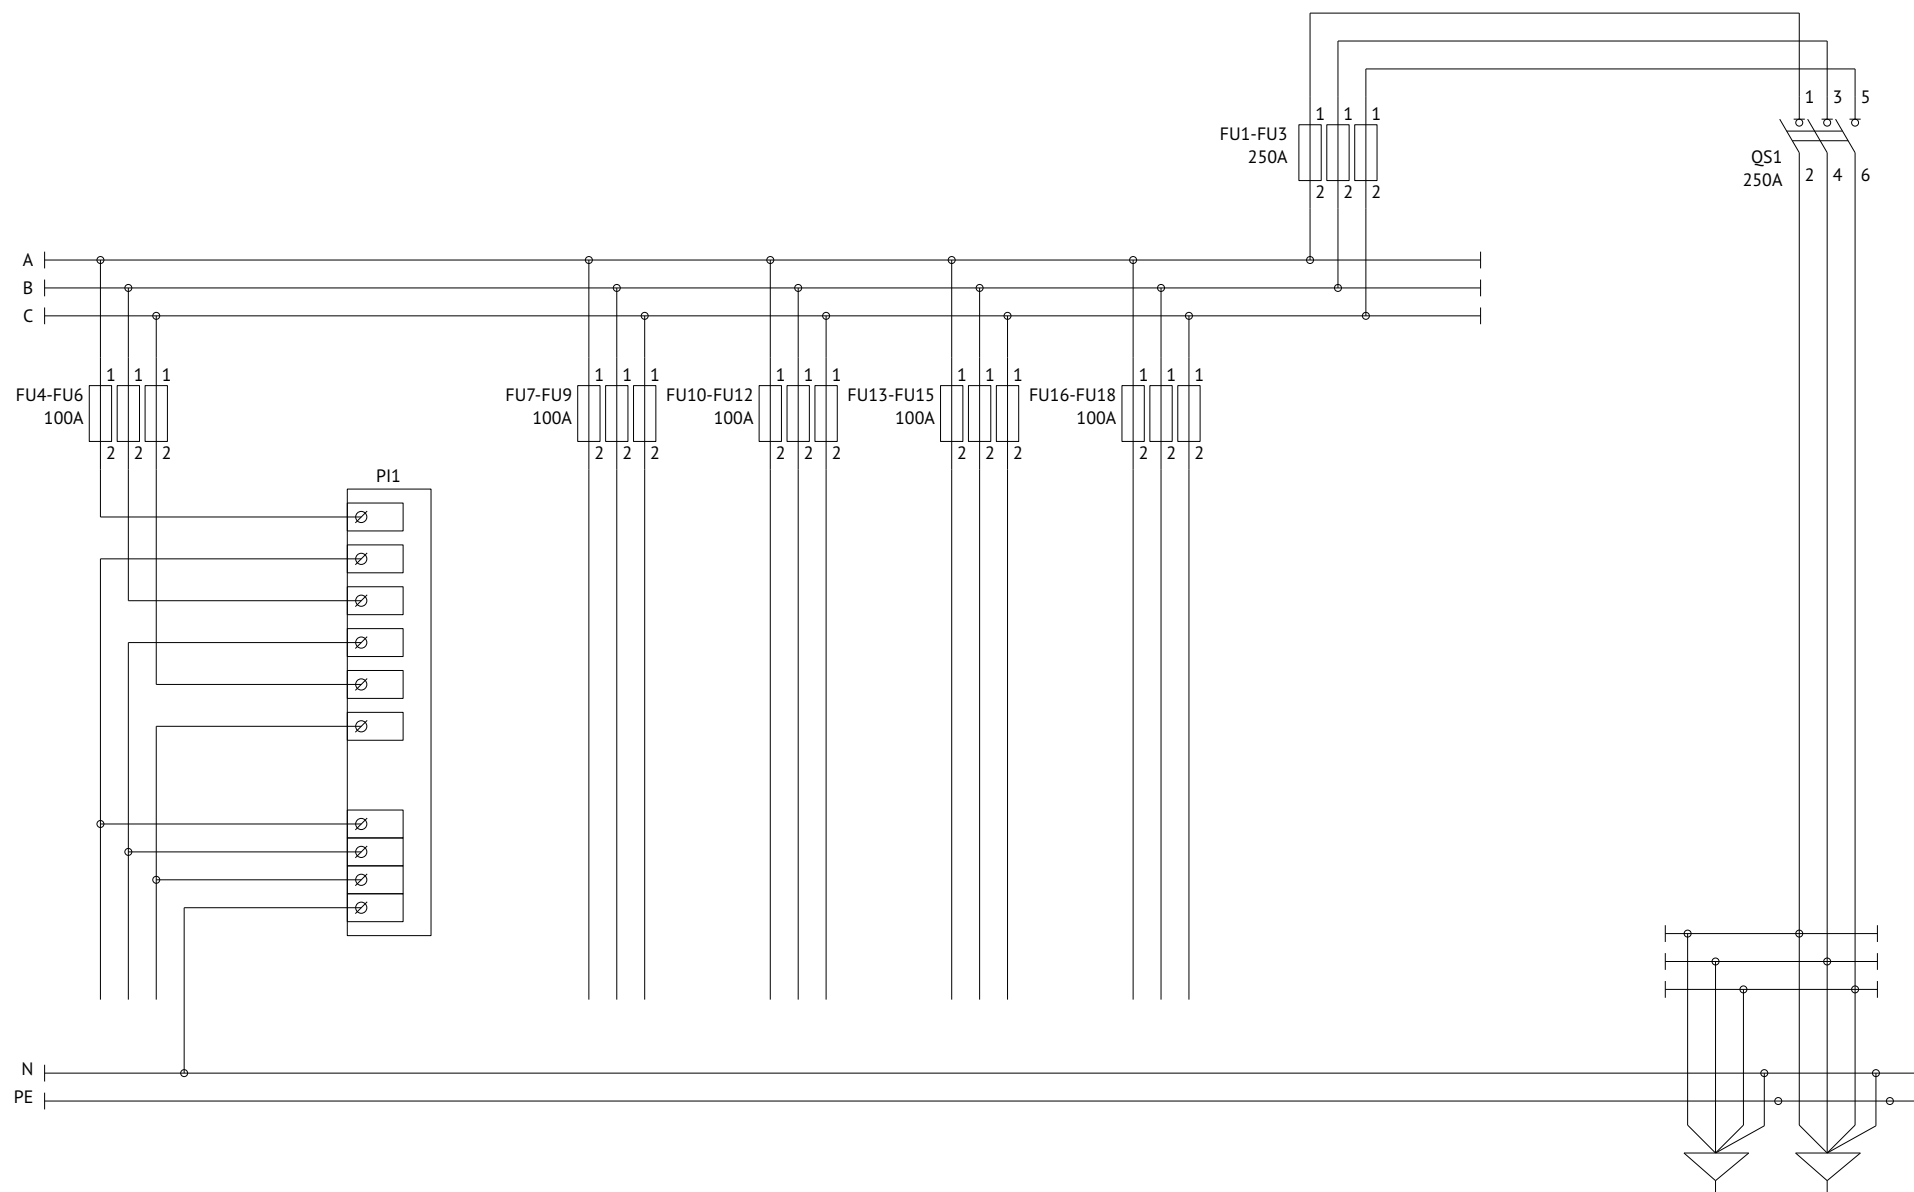 1 3 5
1 1 1
FU1-FU3
250A
QS1
250A
2 4 6
2 2 2
A
B
C
1 1 1 1 1 1 1 1 1 1 1 1 1 1 1
FU4-FU6 FU7-FU9 FU10-FU12 FU13-FU15 FU16-FU18
100A 100A 100A 100A 100A
2 2 2 2 2 2 2 2 2 2 2 2 2 2 2
PI1
N
PE